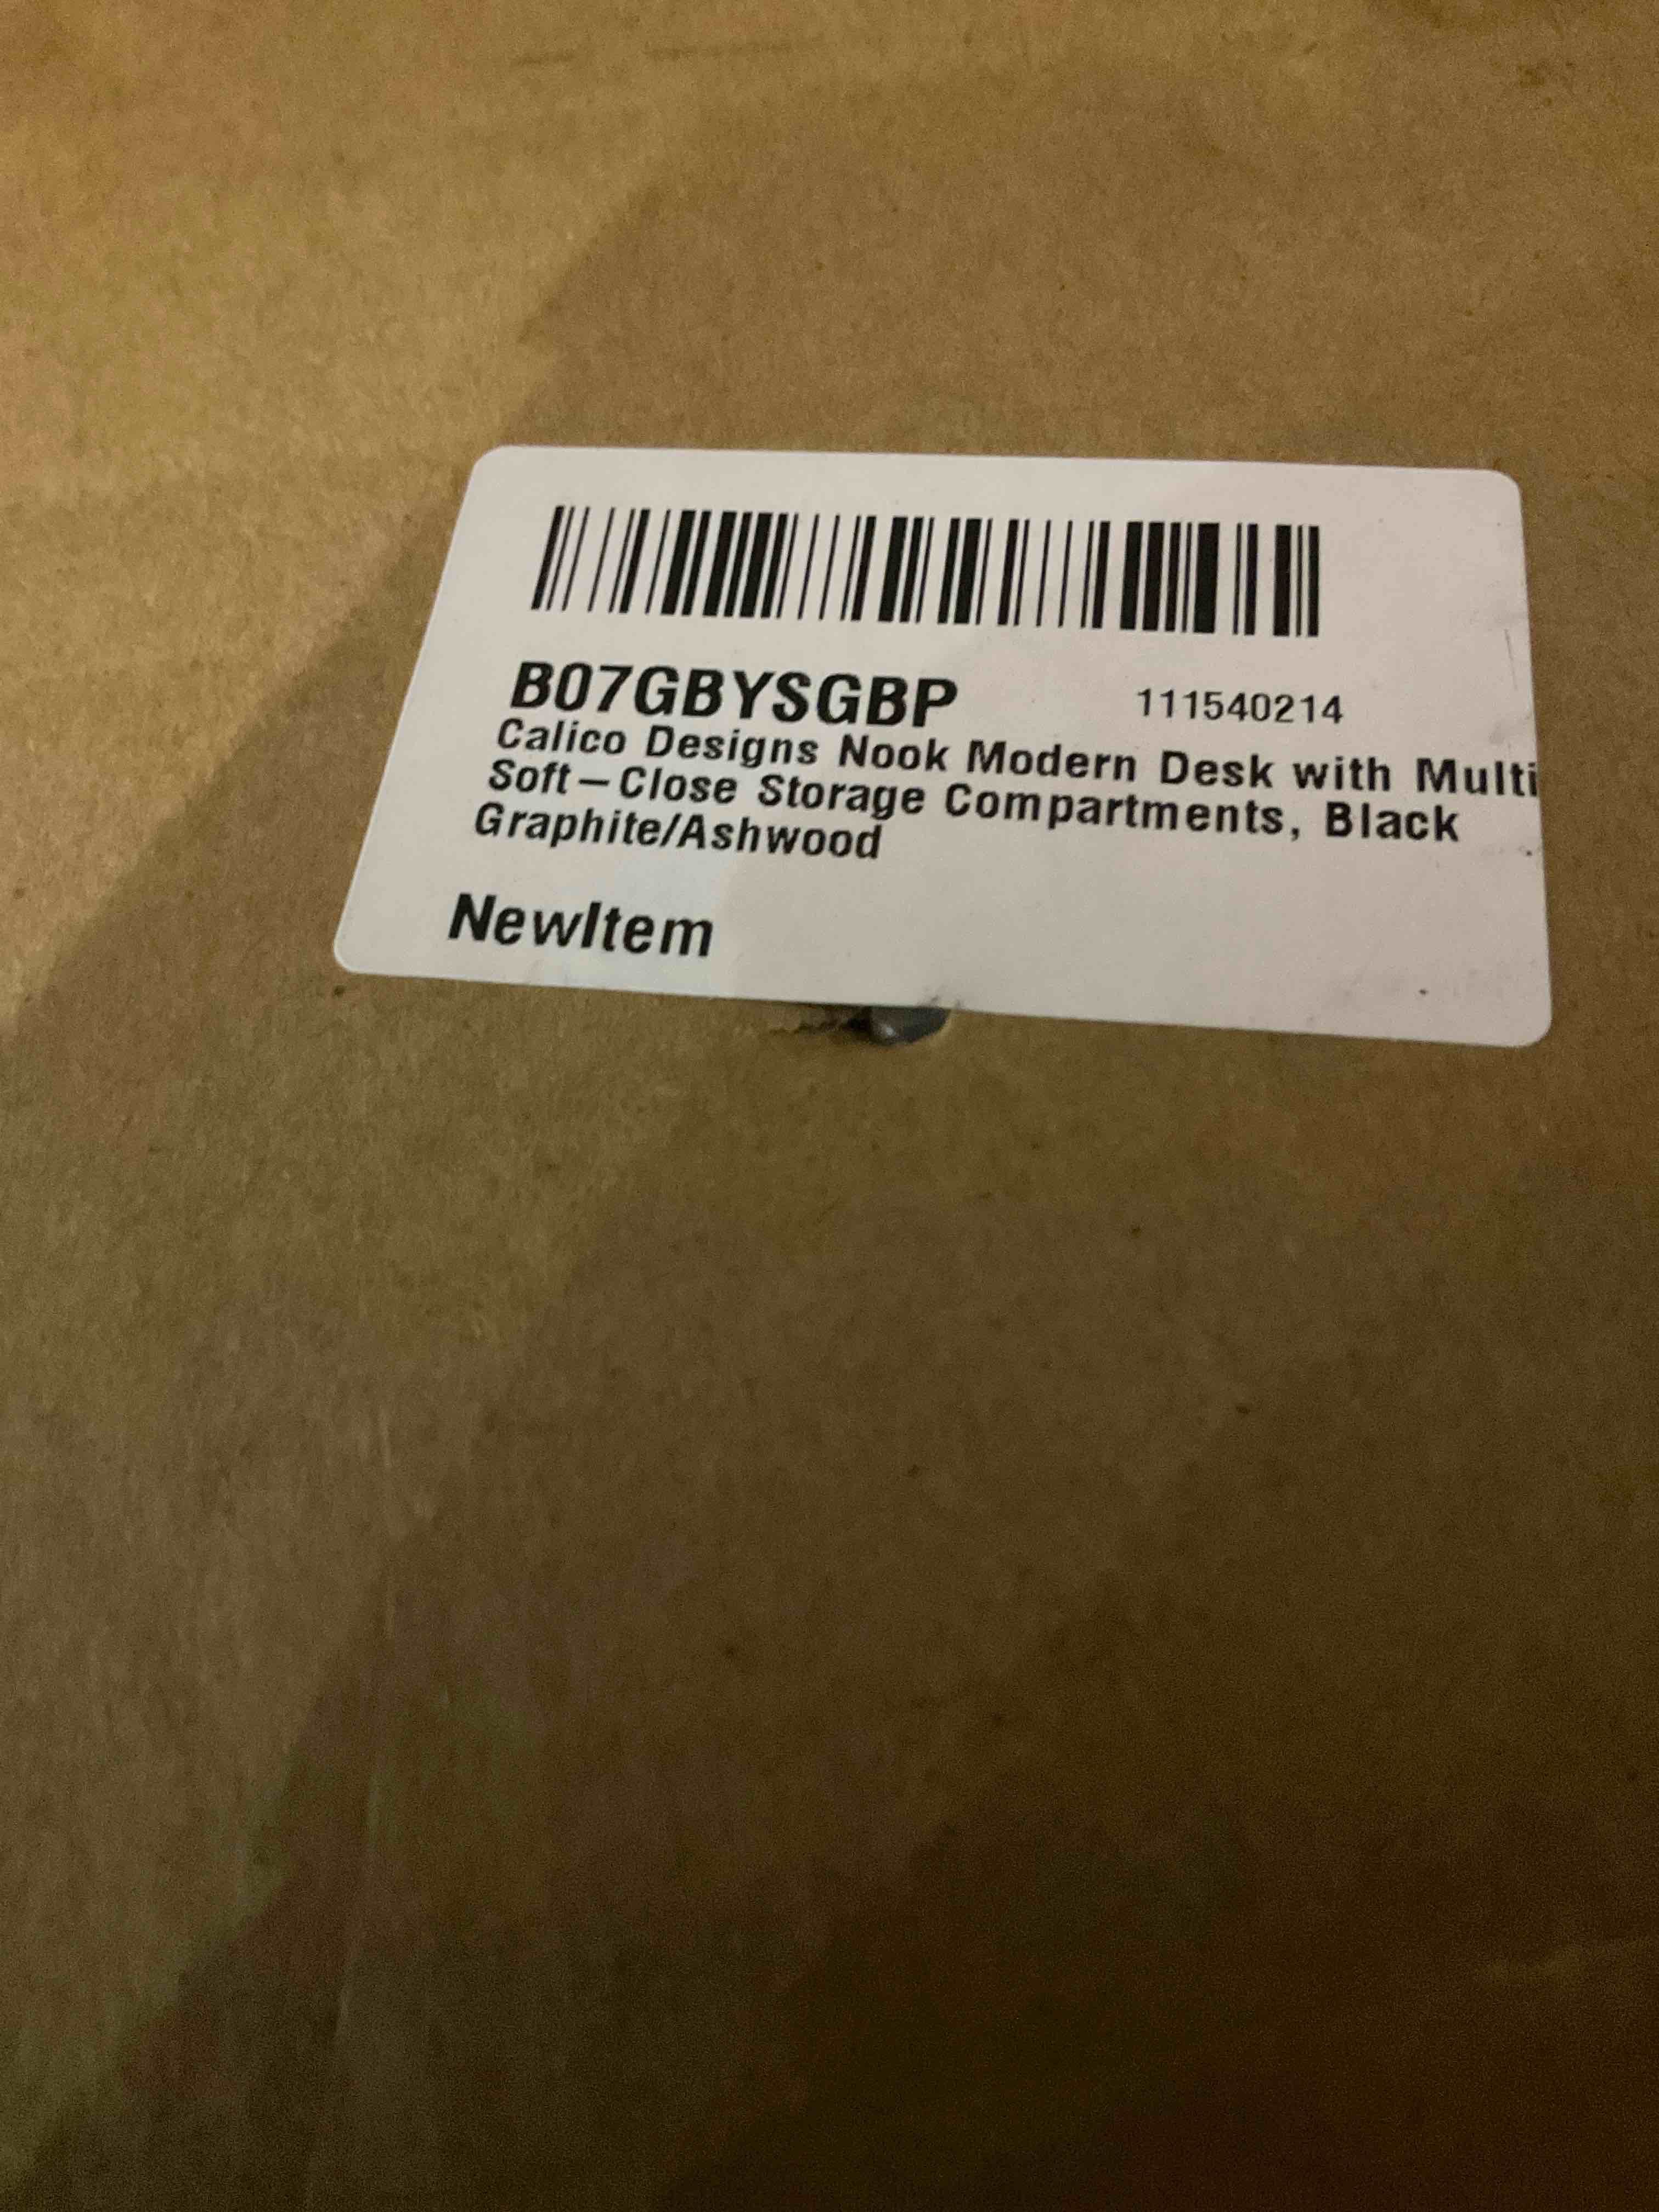 B07GBYSGBP 111540214
Calico Designs Nook Modern Desk with Multi
Soft-Close Storage Compartments, Black
Graphite/Ashwood
NewItem